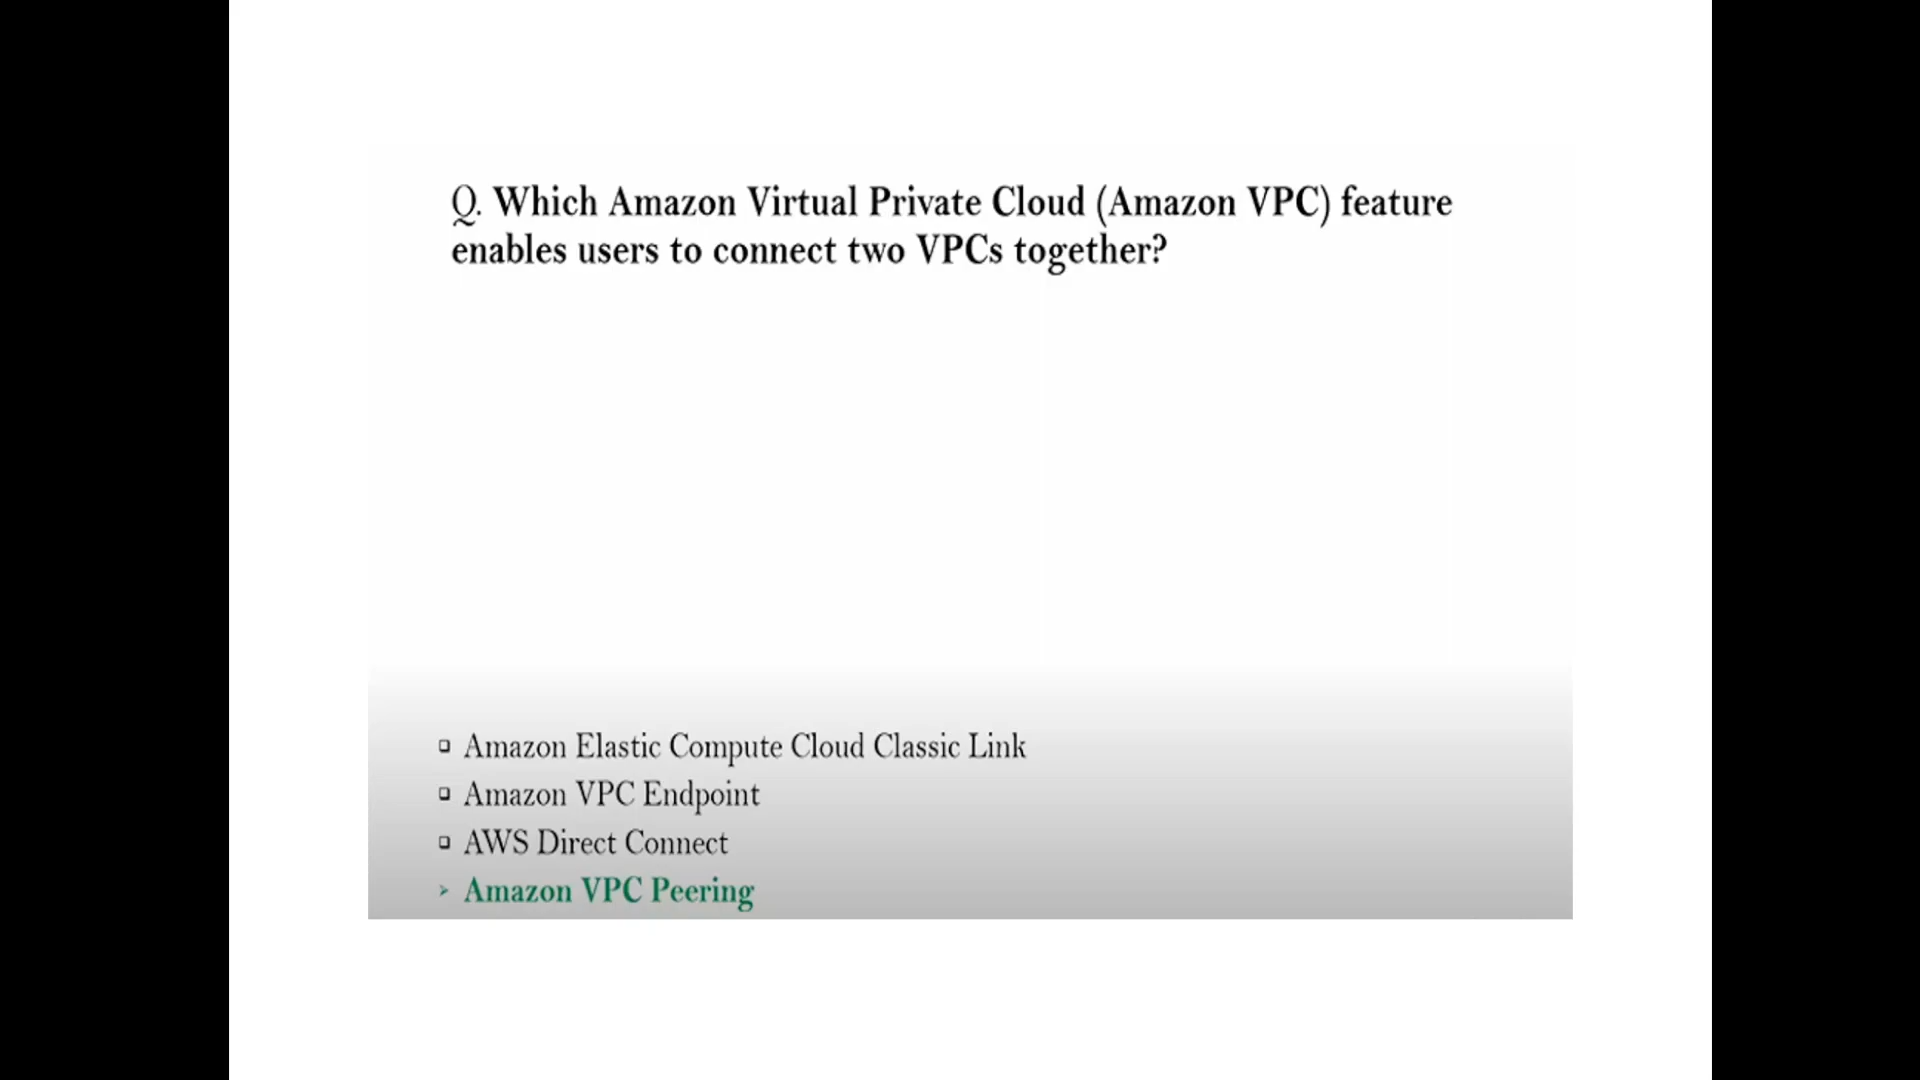 Q. Which Amazon Virtual Private Cloud (Amazon VPC) feature
enables users to connect two VPCs together?
Amazon Elastic Compute Cloud Classic Link
Amazon VPC Endpoint
AWS Direct Connect
Amazon VPC Peering